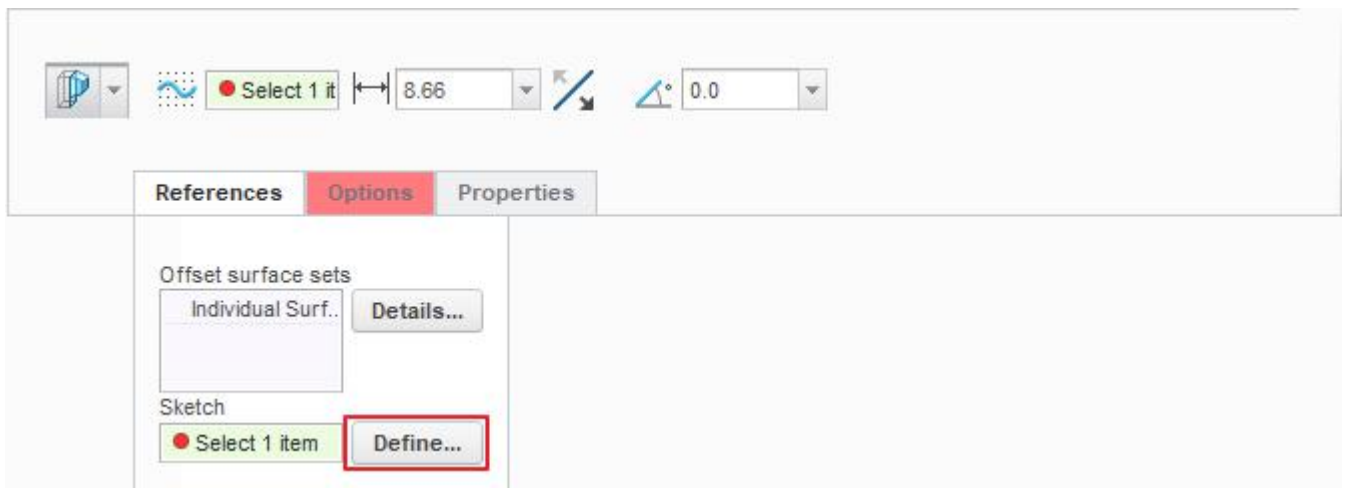 Select 1 it 8.66 0.0
References Options Properties
Offset surface sets
Individual Surf.. Details...
Sketch
Select 1 item Define...